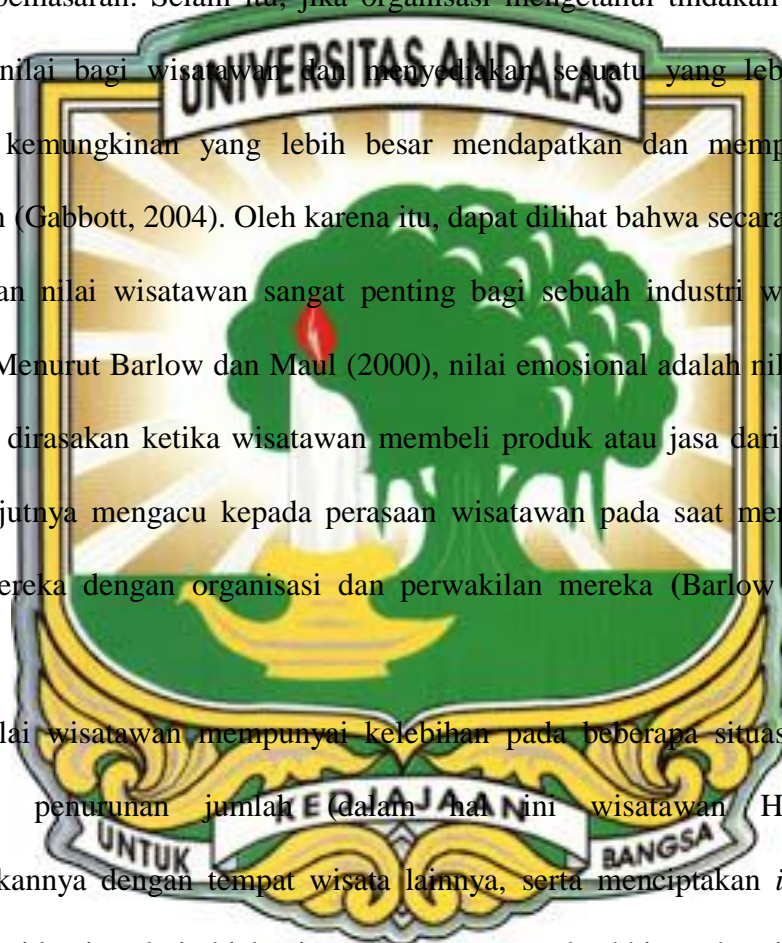 pemasaran. Selain itu, jika organisasi mengetahui tindakan
UNIVERSITAS ANDALAS
nilai bagi wisatawan dan menyediakan sesuatu yang leb
kemungkinan yang lebih besar mendapatkan dan memp
(Gabbott, 2004). Oleh karena itu, dapat dilihat bahwa secara
an nilai wisatawan sangat penting bagi sebuah industri w
Menurut Barlow dan Maul (2000), nilai emosional adalah nil
dirasakan ketika wisatawan membeli produk atau jasa dari
jutnya mengacu kepada perasaan wisatawan pada saat mer
ereka dengan organisasi dan perwakilan mereka (Barlow
lai wisatawan mempunyai kelebihan pada beberapa situas
penurunan jumlah (dalam hal ini wisatawan H
UNTUK KEDJAJAAN BANGSA
kannya dengan tempat wisata lainnya, serta menciptakan i